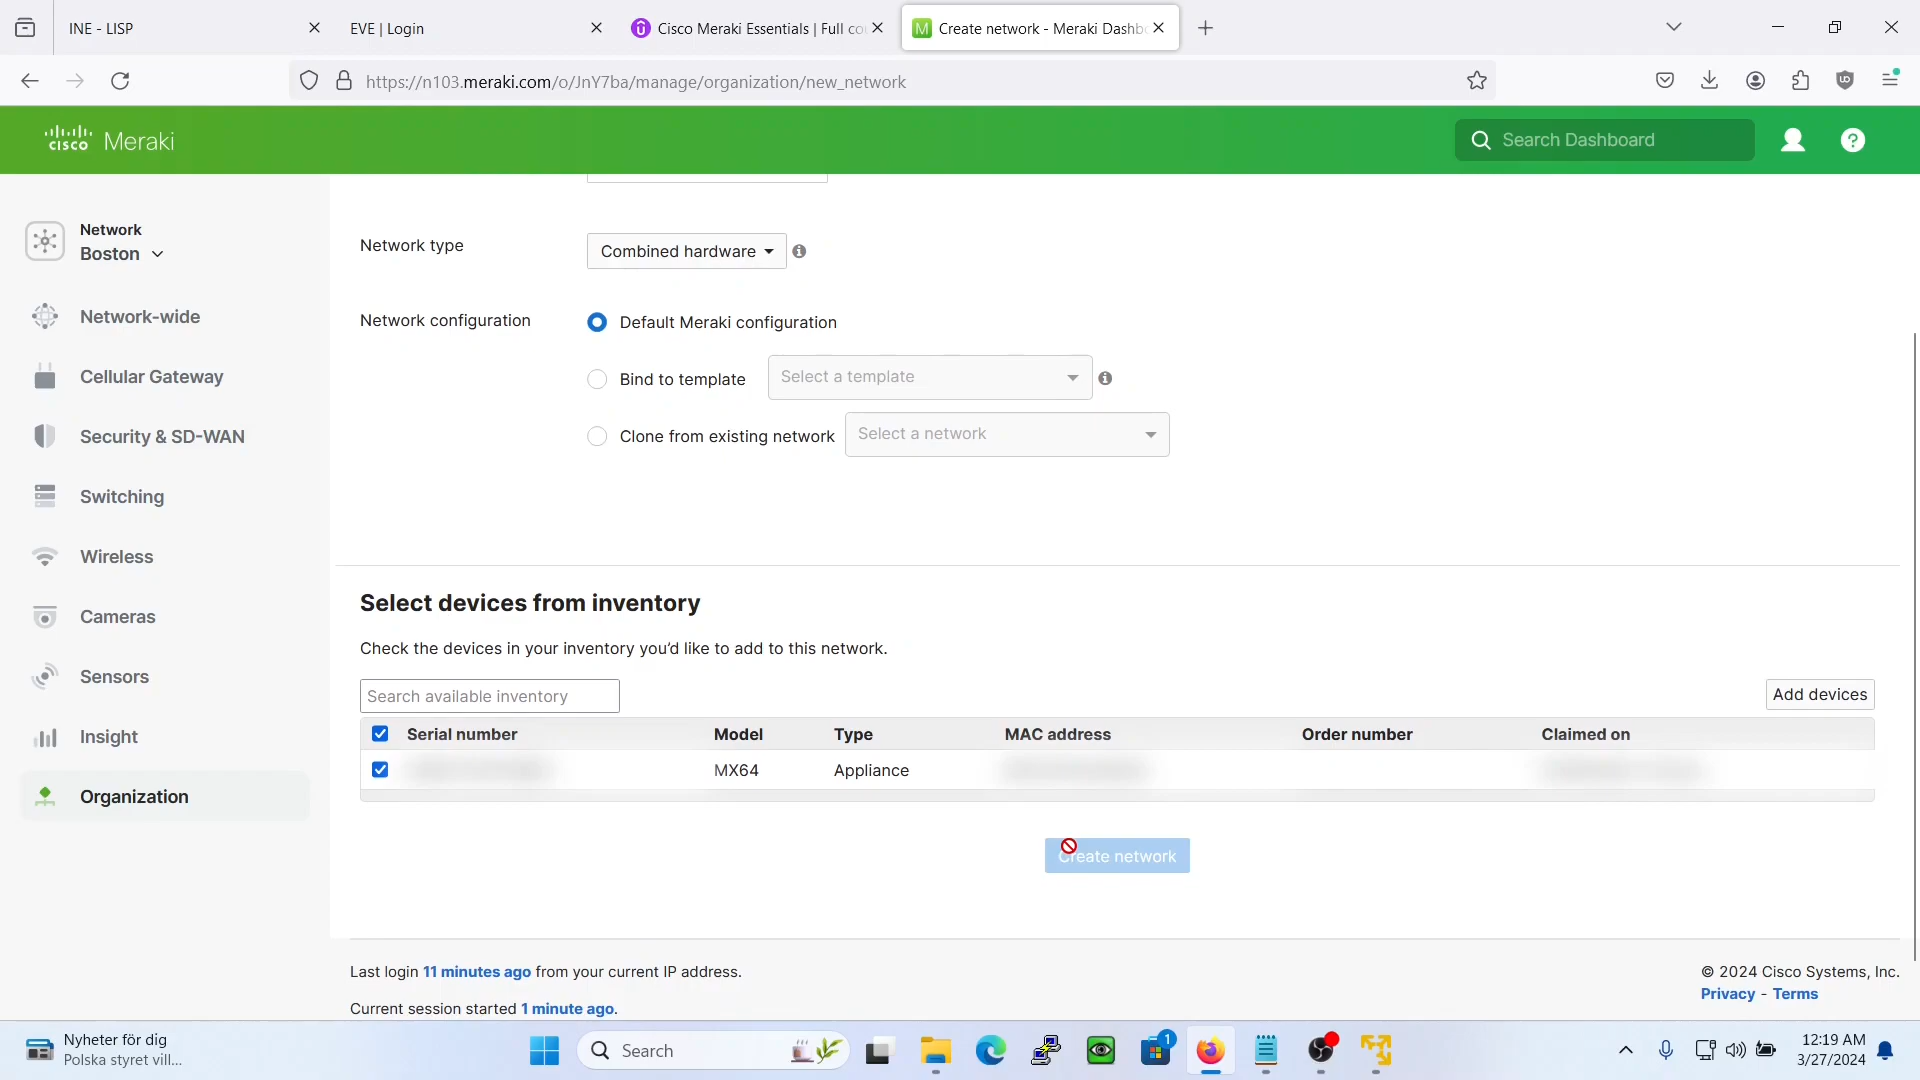 INE - LISP
EVE | Login
Cisco Meraki Essentials | Full co
Create network - Meraki Dashb
https://n103.meraki.com/o/JnY7ba/manage/organization/new_network
cisco Meraki
Search Dashboard
Network
Boston
Network-wide
Cellular Gateway
Security & SD-WAN
Switching
Wireless
Cameras
Sensors
Insight
Organization
Network type
Combined hardware
Network configuration
Default Meraki configuration
Bind to template
Select a template
Clone from existing network
Select a network
Select devices from inventory
Check the devices in your inventory you’d like to add to this network.
Search available inventory
Add devices
Serial number Model Type MAC address Order number Claimed on
MX64 Appliance
Create network
Last login 11 minutes ago from your current IP address.
Current session started 1 minute ago.
© 2024 Cisco Systems, Inc.
Privacy - Terms
Nyheter för dig
Polska styret vill...
Search
1
12:19 AM
3/27/2024